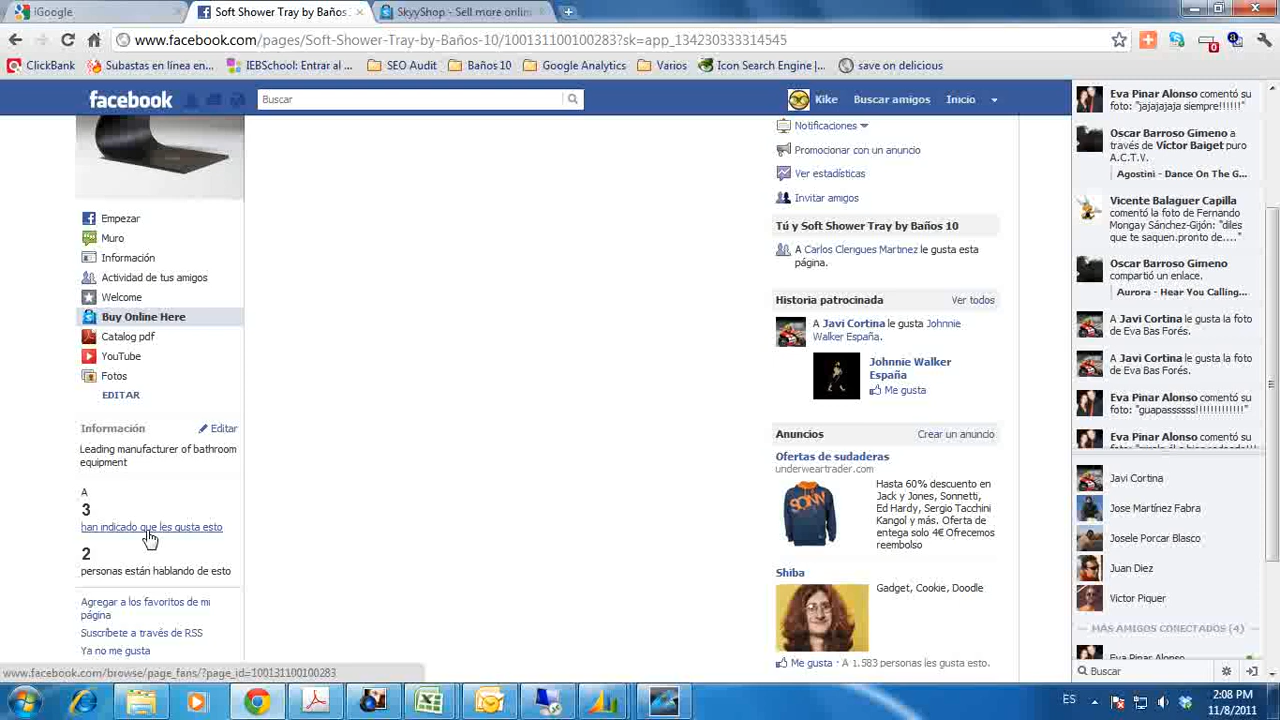 iGoogle
Soft Shower Tray by Baños
SkyyShop - Sell more onlin
www.facebook.com/pages/Soft-Shower-Tray-by-Baños-10/100131100100283?sk=app_134230333314545
ClickBank
Subastas en línea en...
IEBSchool: Entrar al ...
SEO Audit
Baños 10
Google Analytics
Varios
Icon Search Engine |...
save on delicious
facebook
Buscar
Kike
Buscar amigos
Inicio
Empezar
Muro
Información
Actividad de tus amigos
Welcome
Buy Online Here
Catalog pdf
YouTube
Fotos
EDITAR
Información
Editar
Leading manufacturer of bathroom
equipment
A
3
han indicado que les gusta esto
2
personas están hablando de esto
Agregar a los favoritos de mi
página
Suscríbete a través de RSS
Ya no me gusta
www.facebook.com/browse/page_fans/?page_id=100131100100283
Notificaciones
Promocionar con un anuncio
Ver estadísticas
Invitar amigos
Tú y Soft Shower Tray by Baños 10
A Carlos Clerigues Martínez le gusta esta
página.
Historia patrocinada
Ver todos
A Javi Cortina le gusta Johnnie
Walker España.
Johnnie Walker
España
Me gusta
Anuncios
Crear un anuncio
Ofertas de sudaderas
underweartrader.com
Hasta 60% descuento en
Jack y Jones, Sonnetti,
Ed Hardy, Sergio Tacchini
Kangol y más. Oferta de
entega solo 4€ Ofrecemos
reembolso
Shiba
Gadget, Cookie, Doodle
Me gusta · A 1.583 personas les gusta esto.
Eva Pinar Alonso comentó su
foto: "jajajajaja siempre!!!!!!"
Oscar Barroso Gimeno a
través de Víctor Baiget puro
A.C.T.V.
Agostini - Dance On The G...
Vicente Balaguer Capilla
comentó la foto de Fernando
Mongay Sánchez-Gijón: "diles
que te saquen.pronto de...."
Oscar Barroso Gimeno
compartió un enlace.
Aurora - Hear You Calling...
A Javi Cortina le gusta la foto
de Eva Bas Forés.
A Javi Cortina le gusta la foto
de Eva Bas Forés.
Eva Pinar Alonso comentó su
foto: "guapassssss!!!!!!!!!!!!!"
Eva Pinar Alonso comentó su
Javi Cortina
Jose Martínez Fabra
Josele Porcar Blasco
Juan Diez
Victor Piquer
MÁS AMIGOS CONECTADOS (4)
Eva Pinar Alonso
Buscar
ES
2:08 PM
11/8/2011